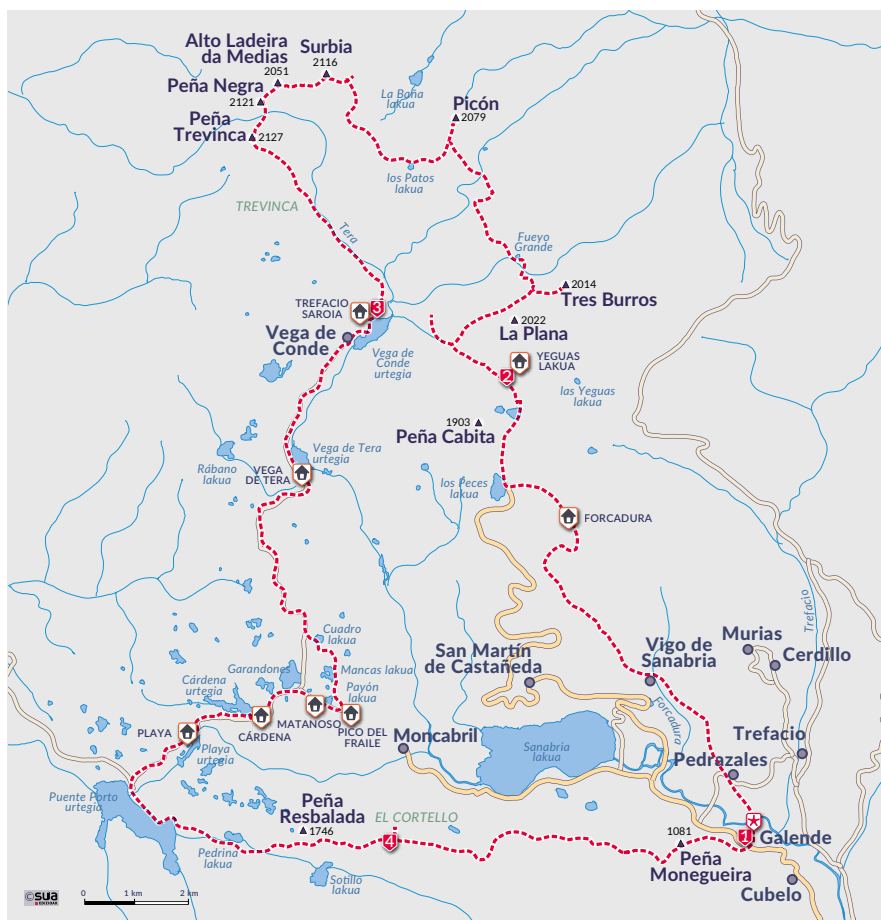 Alto Ladeira
da Medias
2051
Surbia
2116
Peña Negra
2121
Peña
Trevinca
2127
La Baña
lakua
Picón
2079
los Patos
lakua
TREVINCA
Tera
Fueyo
Grande
2014
Tres Burros
TREFACIO
SAROIA
3
2022
La Plana
Vega de
Conde
Vega de
Conde
urtegia
YEGUAS
LAKUA
2
las Yeguas
lakua
1903
Peña Cabita
Vega de Tera
urtegia
Rábano
lakua
VEGA
DE TERA
los Peces
lakua
FORCADURA
Trefacio
Cuadro
lakua
San Martín
de Castañeda
Vigo de
Sanabria
Murias
Cerdillo
Garandones
Mancas lakua
Cárdena
urtegia
Payón
lakua
Forcadura
PLAYA
CÁRDENA
MATAÑOSO
PICO DEL
FRAILE
Moncabril
Trefacio
Playa
urtegia
Sanabria
lakua
Pedrazales
Puente Porto
urtegia
Peña
Resbalada
1746
EL CORTELLO
4
1081
1
Galende
Peña
Monegueira
Pedrina
lakua
Sotillo
lakua
Cubelo
©sua
EDIZIOAK
0
1 km
2 km